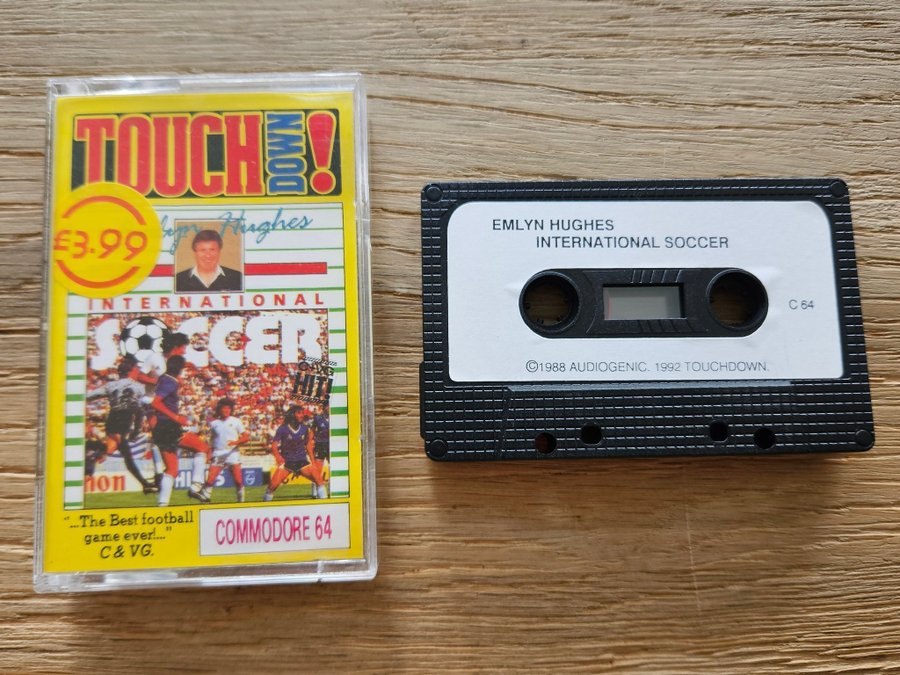 TOUCH
DOWN!
£3.99
Hughes
INTERNATIONAL
SOCCER
C+VG
HIT!
"...The Best football
game ever!...."
C & VG.
COMMODORE 64
EMLYN HUGHES
INTERNATIONAL SOCCER
C 64
©1988 AUDIOGENIC. 1992 TOUCHDOWN.